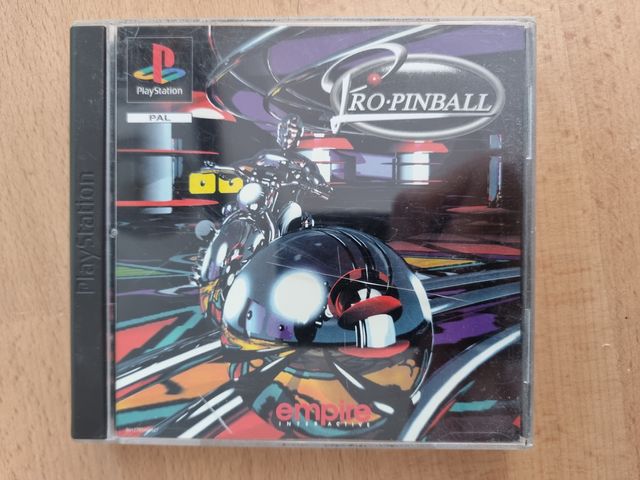 PlayStation
PAL
PRO·PINBALL
PlayStation
empire
INTERACTIVE